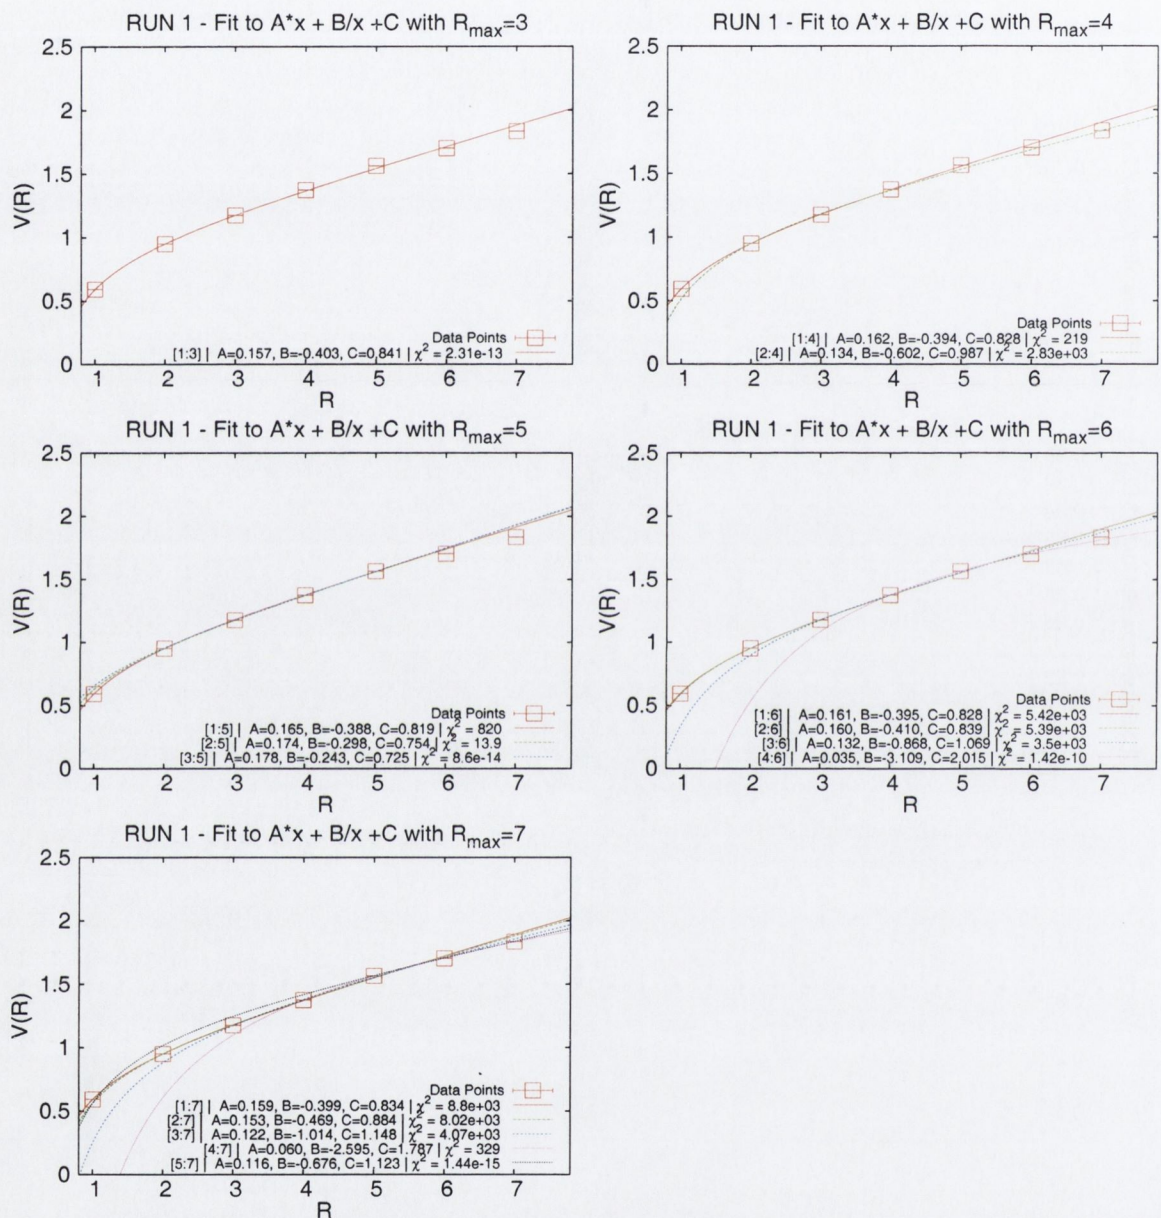 RUN 1 - Fit to A*x + B/x +C with Rmax=3
2.5
2
1.5
1
0.5
0
V(R)
Data Points
[1:3] | A=0.157, B=-0.403, C=0.841 | χ² = 2.31e-13
1 2 3 4 5 6 7
R
RUN 1 - Fit to A*x + B/x +C with Rmax=4
2.5
2
1.5
1
0.5
0
V(R)
Data Points
[1:4] | A=0.162, B=-0.394, C=0.828 | χ² = 219
[2:4] | A=0.134, B=-0.602, C=0.987 | χ² = 2.83e+03
1 2 3 4 5 6 7
R
RUN 1 - Fit to A*x + B/x +C with Rmax=5
2.5
2
1.5
1
0.5
0
V(R)
Data Points
[1:5] | A=0.165, B=-0.388, C=0.819 | χ² = 820
[2:5] | A=0.174, B=-0.298, C=0.754 | χ² = 13.9
[3:5] | A=0.178, B=-0.243, C=0.725 | χ² = 8.6e-14
1 2 3 4 5 6 7
R
RUN 1 - Fit to A*x + B/x +C with Rmax=6
2.5
2
1.5
1
0.5
0
V(R)
Data Points
[1:6] | A=0.161, B=-0.395, C=0.828 | χ² = 5.42e+03
[2:6] | A=0.160, B=-0.410, C=0.839 | χ² = 5.39e+03
[3:6] | A=0.132, B=-0.868, C=1.069 | χ² = 3.5e+03
[4:6] | A=0.035, B=-3.109, C=2.015 | χ² = 1.42e-10
1 2 3 4 5 6 7
R
RUN 1 - Fit to A*x + B/x +C with Rmax=7
2.5
2
1.5
1
0.5
0
V(R)
Data Points
[1:7] | A=0.159, B=-0.399, C=0.834 | χ² = 8.8e+03
[2:7] | A=0.153, B=-0.469, C=0.884 | χ² = 8.02e+03
[3:7] | A=0.122, B=-1.014, C=1.148 | χ² = 4.07e+03
[4:7] | A=0.060, B=-2.595, C=1.787 | χ² = 329
[5:7] | A=0.116, B=-0.676, C=1.123 | χ² = 1.44e-15
1 2 3 4 5 6 7
R